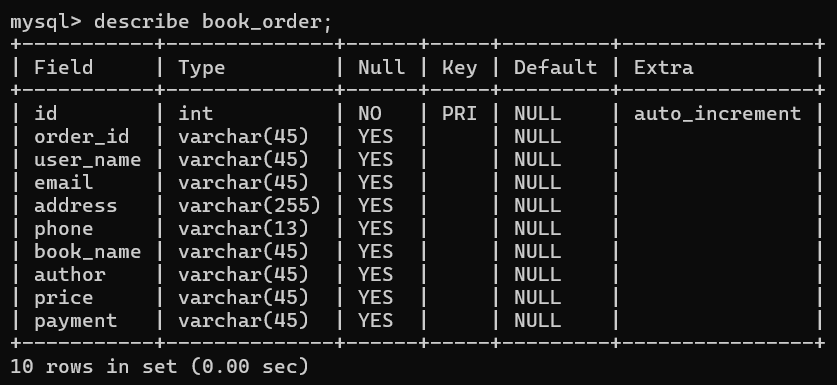 mysql> describe book_order;
+-----------+--------------+------+-----+---------+----------------+
| Field     | Type         | Null | Key | Default | Extra          |
+-----------+--------------+------+-----+---------+----------------+
| id        | int          | NO   | PRI | NULL    | auto_increment |
| order_id  | varchar(45)  | YES  |     | NULL    |                |
| user_name | varchar(45)  | YES  |     | NULL    |                |
| email     | varchar(45)  | YES  |     | NULL    |                |
| address   | varchar(255) | YES  |     | NULL    |                |
| phone     | varchar(13)  | YES  |     | NULL    |                |
| book_name | varchar(45)  | YES  |     | NULL    |                |
| author    | varchar(45)  | YES  |     | NULL    |                |
| price     | varchar(45)  | YES  |     | NULL    |                |
| payment   | varchar(45)  | YES  |     | NULL    |                |
+-----------+--------------+------+-----+---------+----------------+
10 rows in set (0.00 sec)